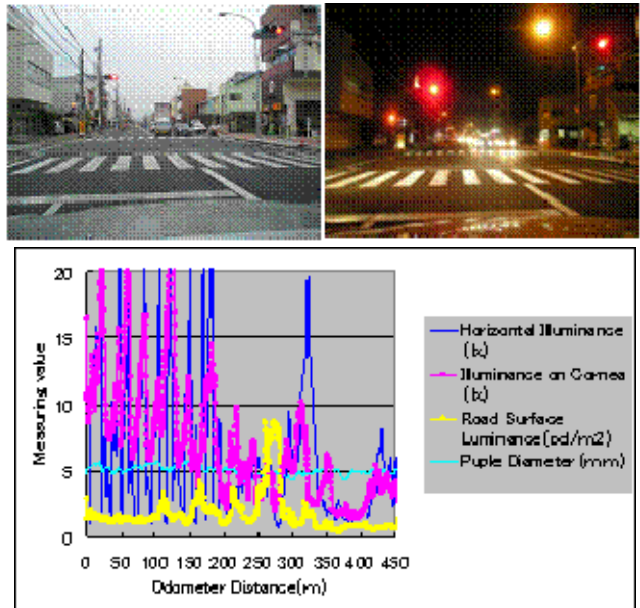 20
15
10
5
0
Measuring value
0 50 100 150 200 250 300 350 400 450
Odometer Distance(m)
Horizontal Illuminance
(lx)
Illuminance on Cornea
(lx)
Road Surface
Luminance(cd/m2)
Puple Diameter(mm)